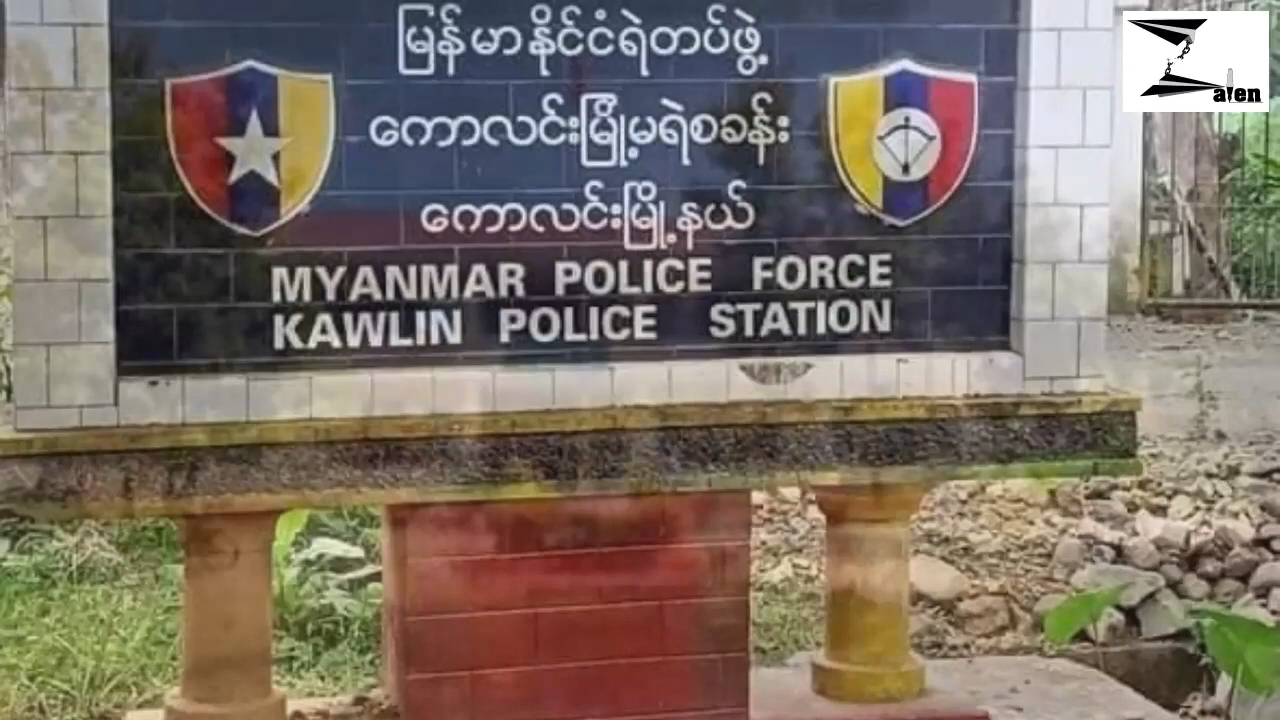 မြန်မာနိုင်ငံရဲတပ်ဖွဲ့
ကောလင်းမြို့မရဲစခန်း
ကောလင်းမြို့နယ်
MYANMAR POLICE FORCE
KAWLIN POLICE STATION
Zalen